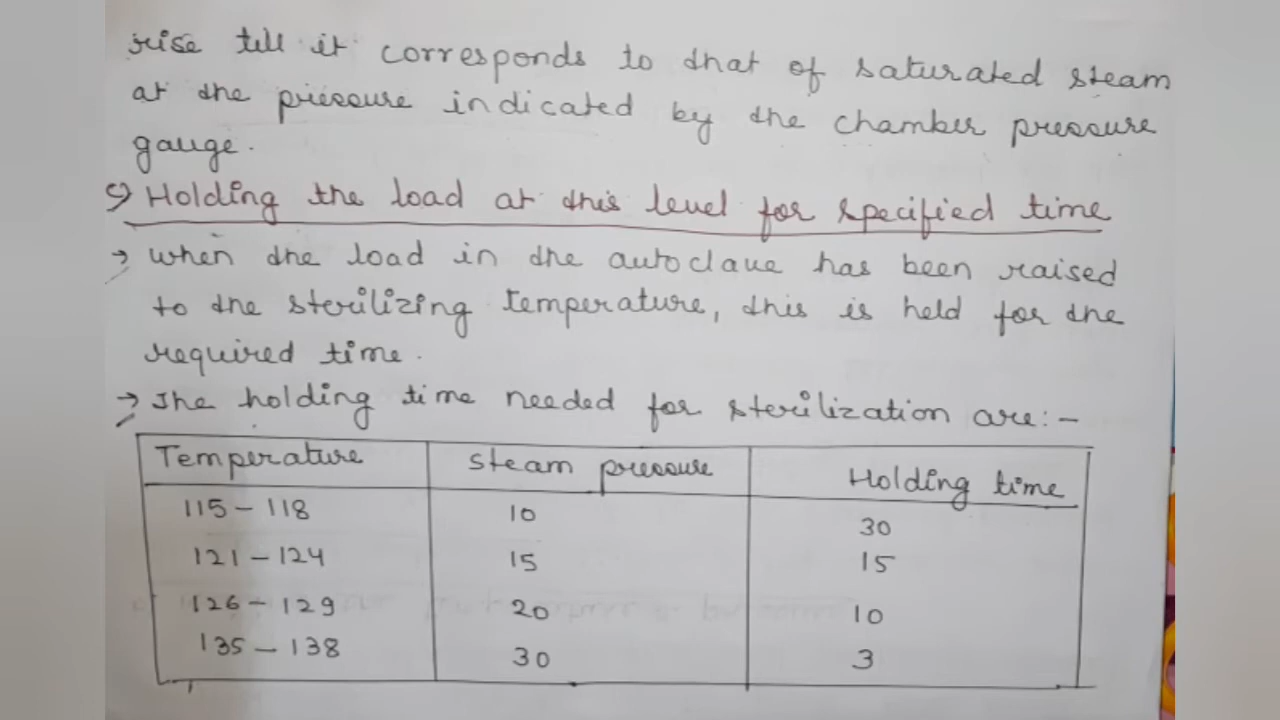 rise till it corresponds to that of saturated steam
at the pressure indicated by the chamber pressure
gauge.
c) Holding the load at this level for specified time
→ When the load in the autoclave has been raised
to the sterilizing temperature, this is held for the
required time.
→ The holding time needed for sterilization are:-
Temperature Steam pressure Holding time
115-118 10 30
121-124 15 15
126-129 20 10
135-138 30 3